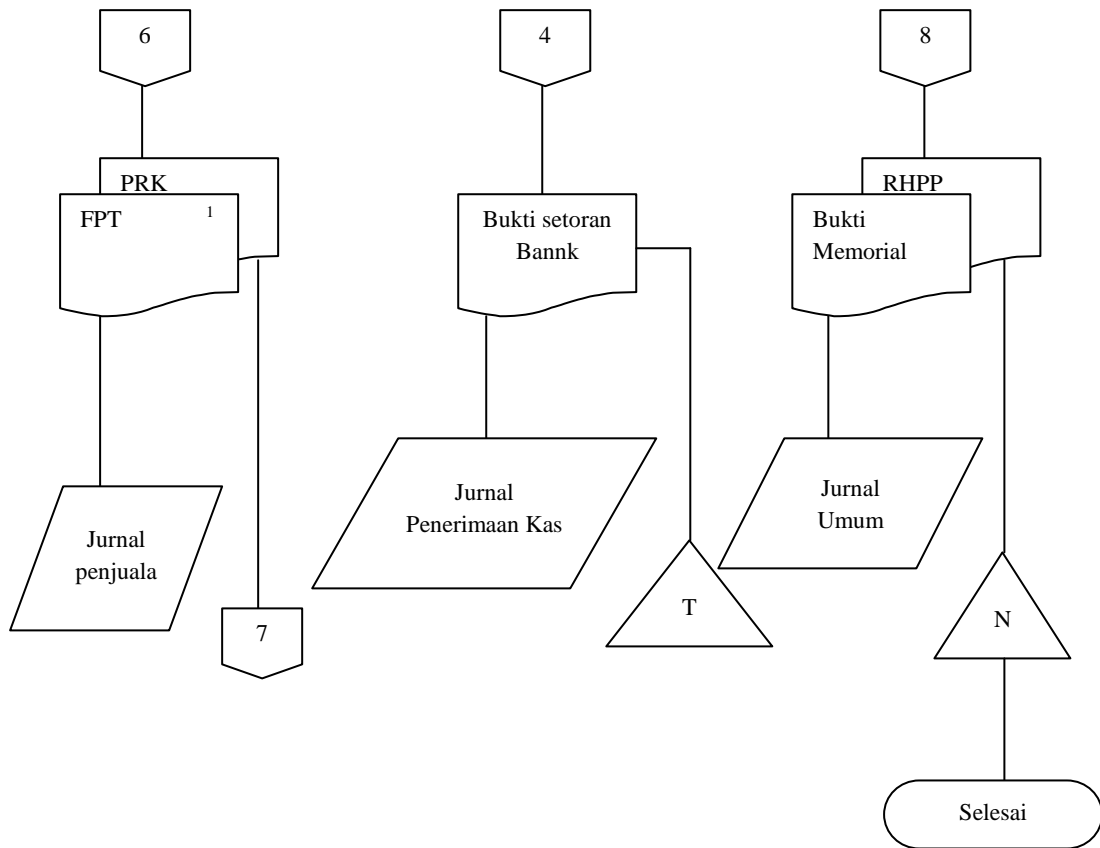 6
PRK
FPT 1
Jurnal
penjuala
7
4
Bukti setoran
Bannk
Jurnal
Penerimaan Kas
T
8
RHPP
Bukti
Memorial
Jurnal
Umum
N
Selesai